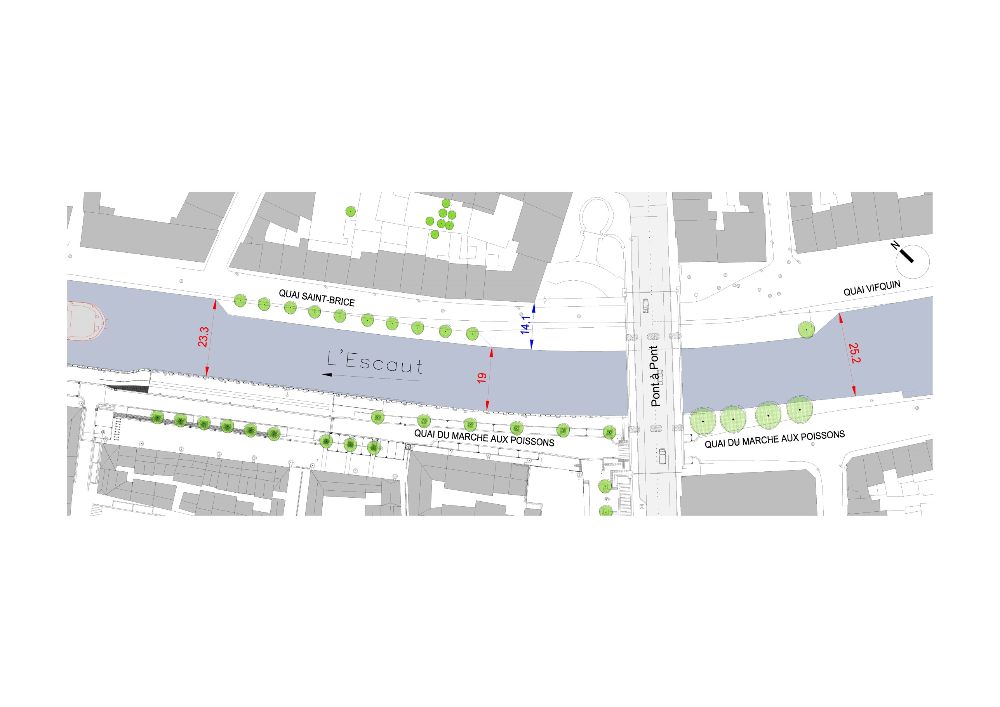 N
QUAI VIFQUIN
QUAI SAINT-BRICE
14.1
23.3
25.2
L'Escaut
Pont à Pont
19
QUAI DU MARCHE AUX POISSONS
QUAI DU MARCHE AUX POISSONS